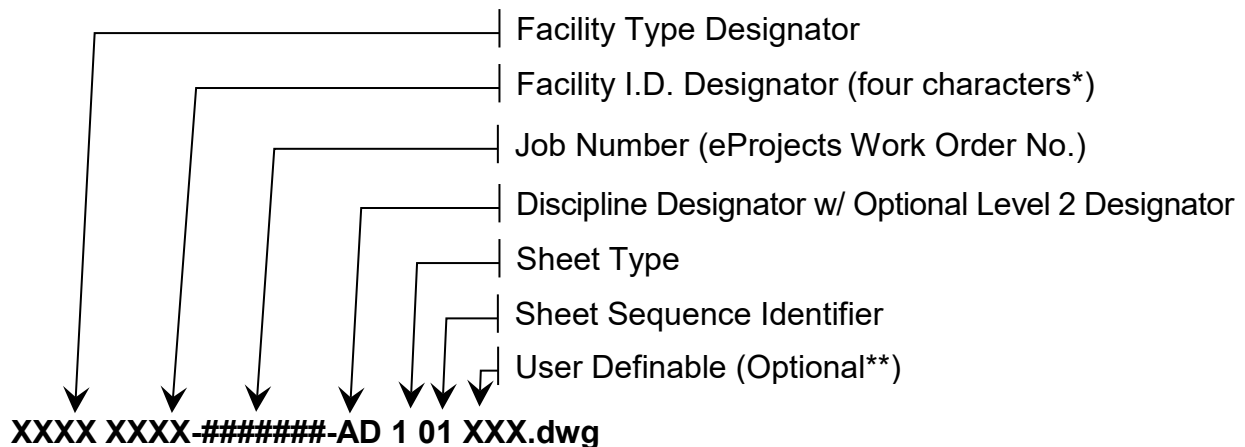 Facility Type Designator
Facility I.D. Designator (four characters*)
Job Number (eProjects Work Order No.)
Discipline Designator w/ Optional Level 2 Designator
Sheet Type
Sheet Sequence Identifier
User Definable (Optional**)
XXXX XXXX-#######-AD 1 01 XXX.dwg